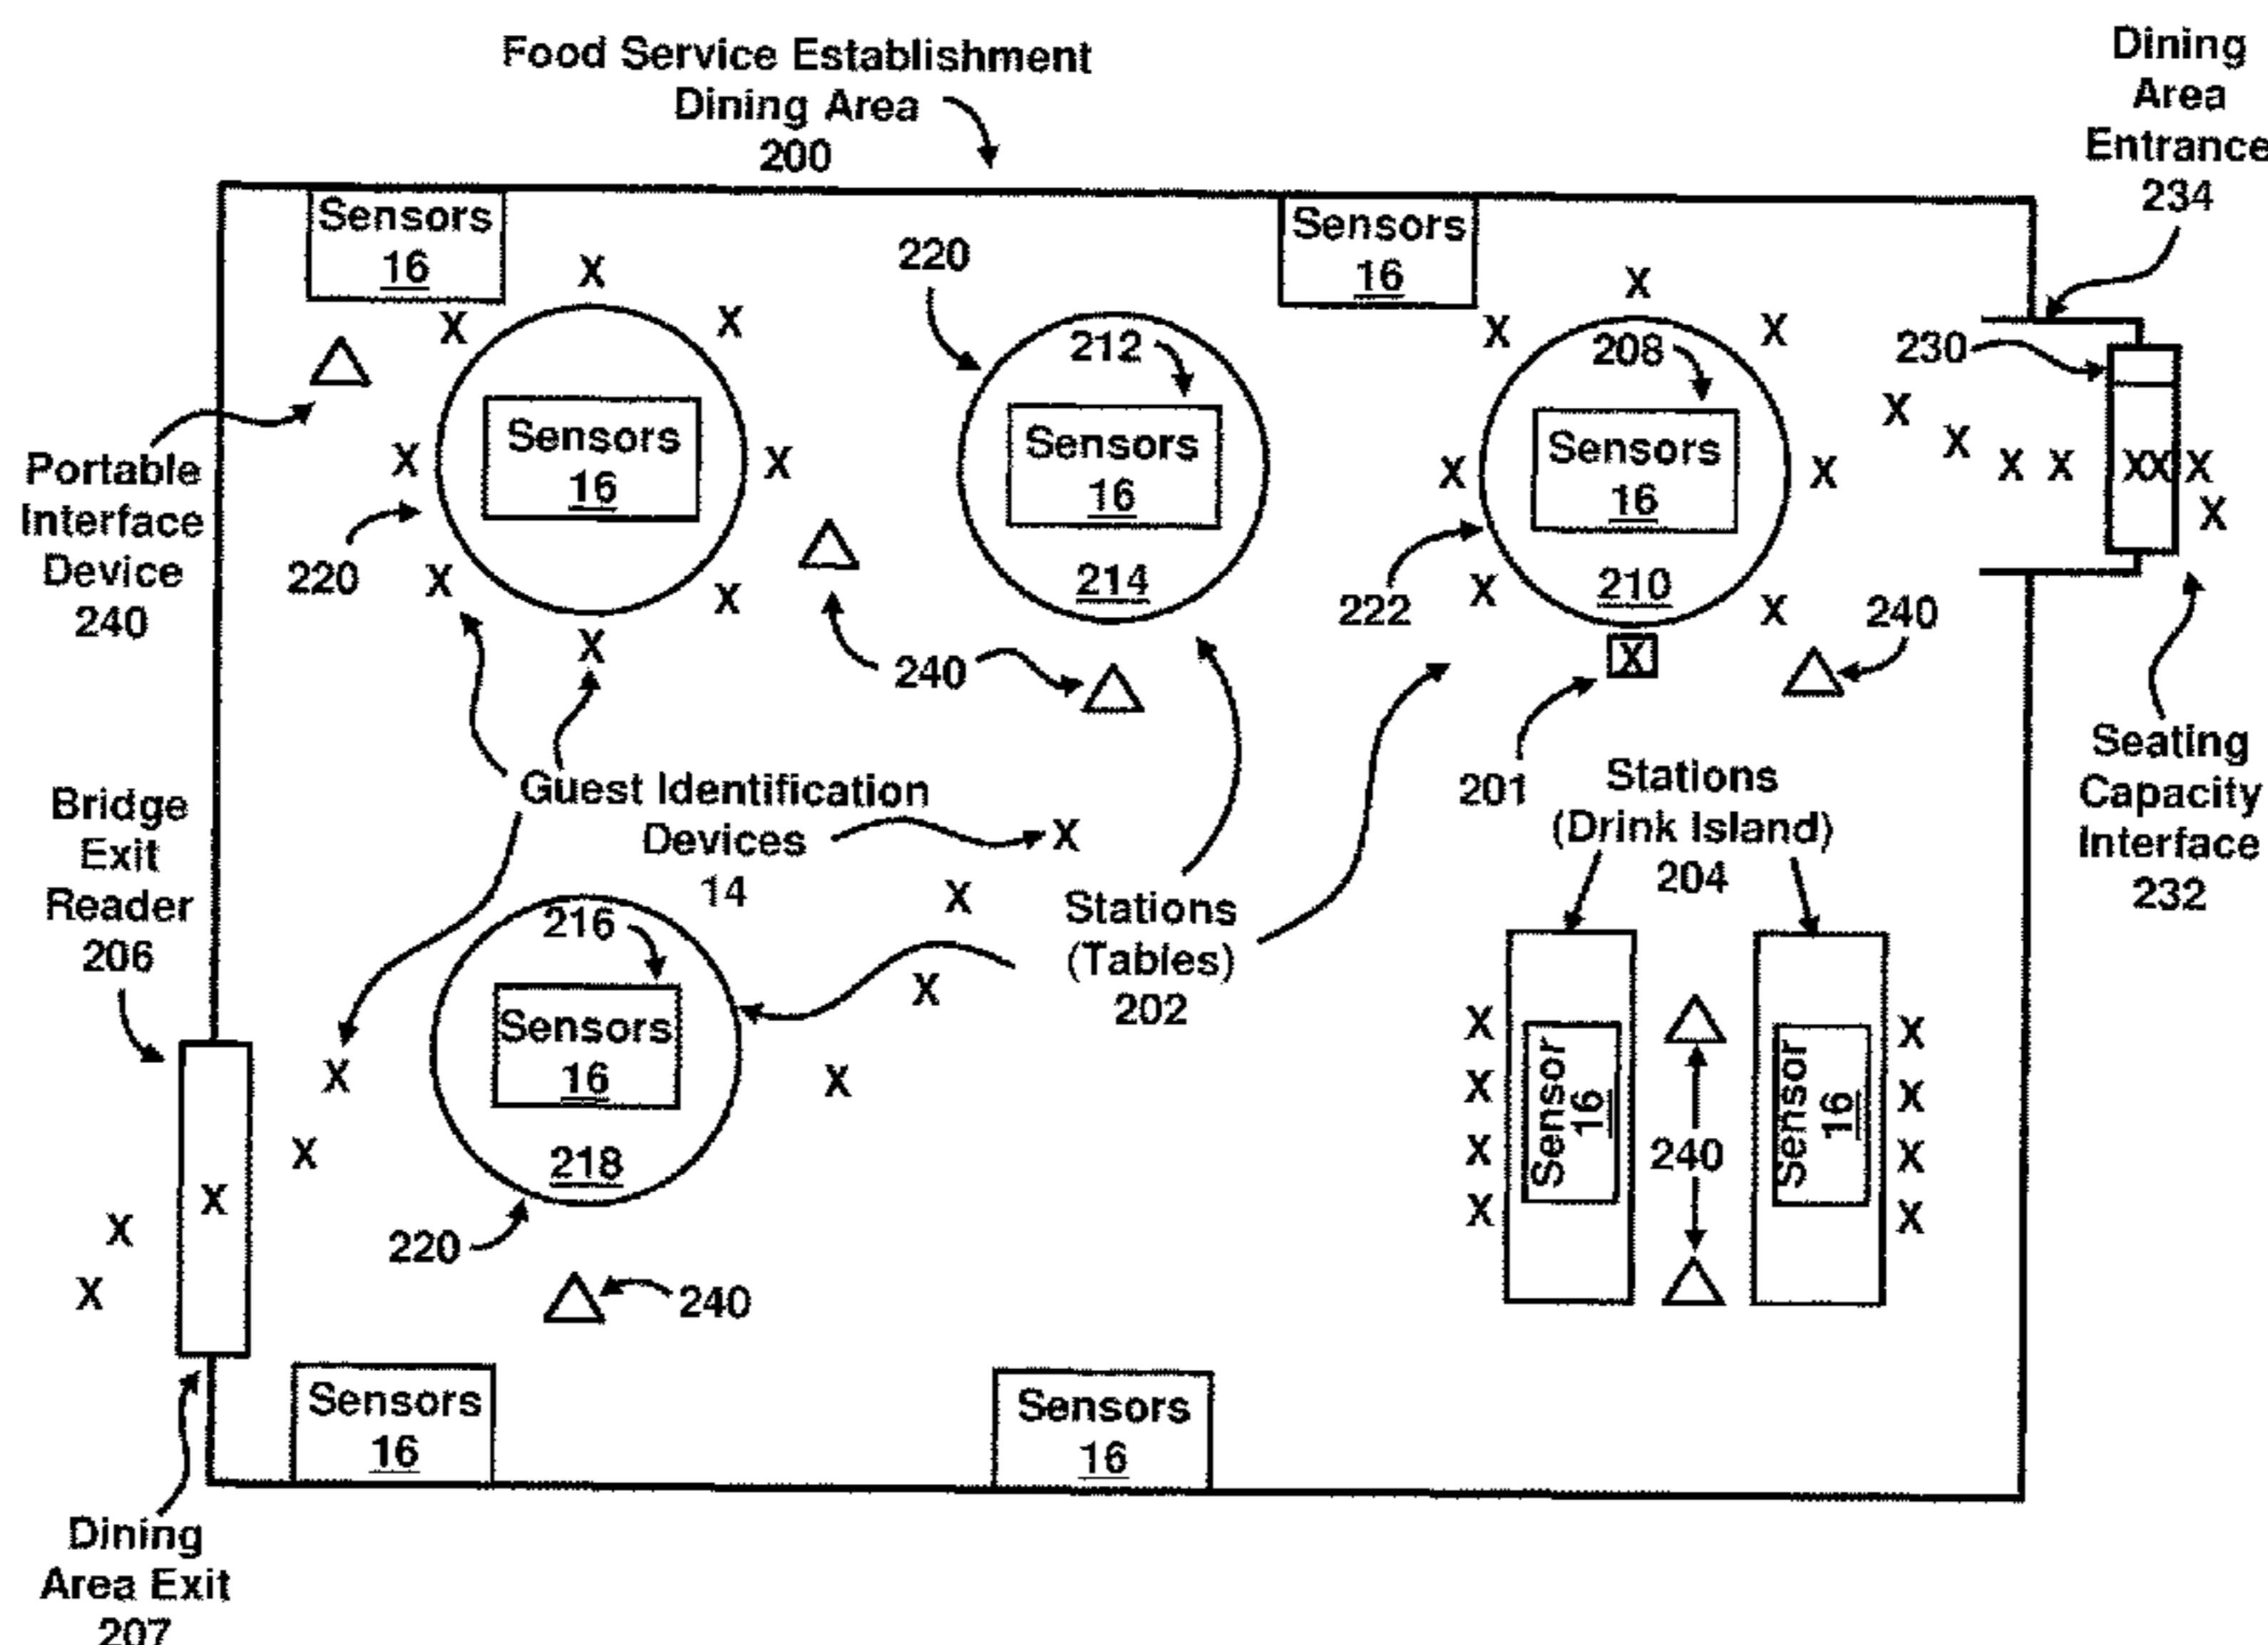 Food Service Establishment
Dining Area
200
Dining
Area
Entrance
234
Sensors
16
Sensors
16
220
X
X
X
X
X
X
212
208
230
Sensors
16
Sensors
16
Sensors
16
X
X
X
X
X
X
X
X
XX
X
X
Portable
Interface
Device
240
220
X
X
X
214
210
222
X
X
240
X
201
240
Seating
Capacity
Interface
232
Guest Identification
Devices
14
X
Stations
(Drink Island)
204
Bridge
Exit
Reader
206
216
X
X
Stations
(Tables)
202
Sensors
16
X
X
X
218
220
240
X
X
X
X
X
X
X
Sensor
16
240
Sensor
16
X
X
X
X
X
X
Sensors
16
Sensors
16
Dining
Area Exit
207